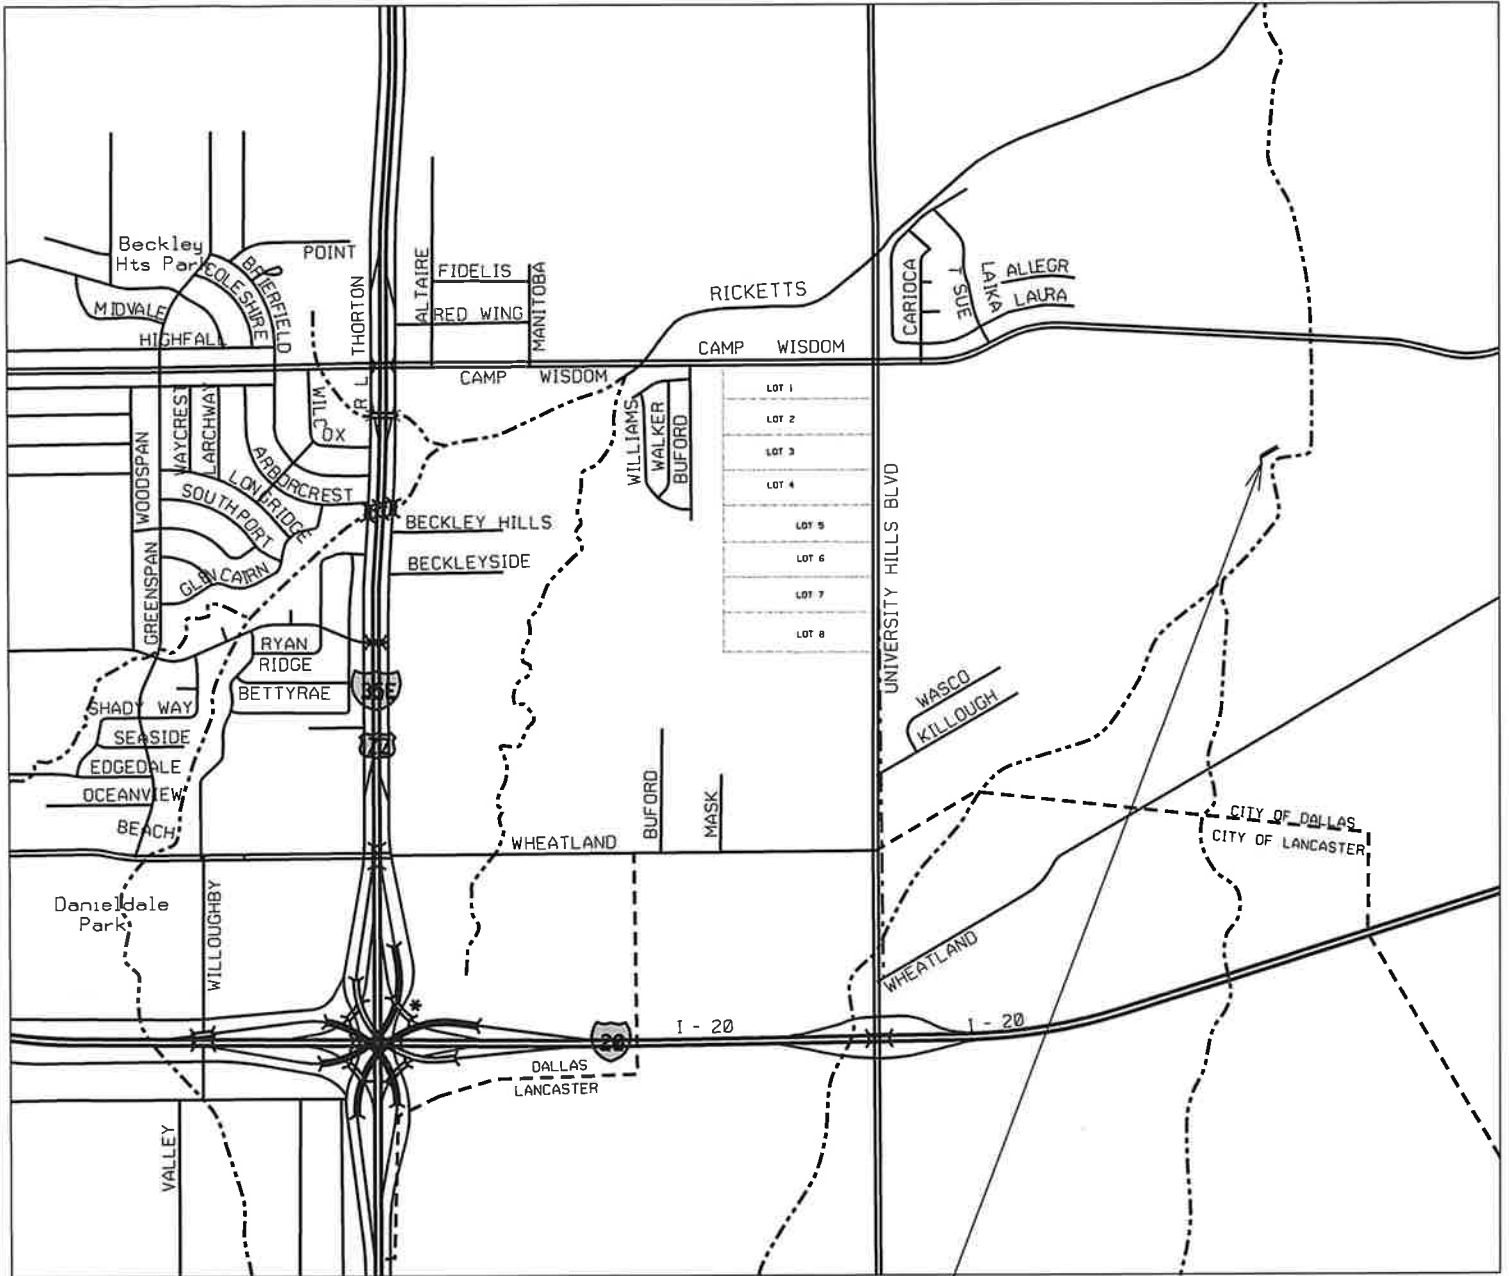 Beckley
Hts Park
POINT
BRIERFIELD
COLESHIRE
MIDVALE
HIGHFALL
R L THORTON
ALTAIRE
FIDELIS
RED WING
MANITOBA
RICKETTS
CARIOCA
T SUE
LAIKA
ALLEGR
LAURA
CAMP WISDOM
CAMP WISDOM
WILCOX
WAYCREST
LARCHWAY
WOODSPAN
ARBORCREST
LONGRIDGE
SOUTHPORT
GLENCAIRN
GREENSPAN
WILLIAMS
WALKER
BUFORD
LOT 1
LOT 2
LOT 3
LOT 4
LOT 5
LOT 6
LOT 7
LOT 8
UNIVERSITY HILLS BLVD
BECKLEY HILLS
BECKLEYSIDE
RYAN
RIDGE
BETTYRAE
35E
77
SHADY WAY
SEASIDE
EDGEDALE
OCEANVIEW
BEACH
WASCO
KILLOUGH
BUFORD
MASK
WHEATLAND
CITY OF DALLAS
CITY OF LANCASTER
Danieldale
Park
WILLOUGHBY
WHEATLAND
*
20
I - 20
I - 20
DALLAS
LANCASTER
VALLEY